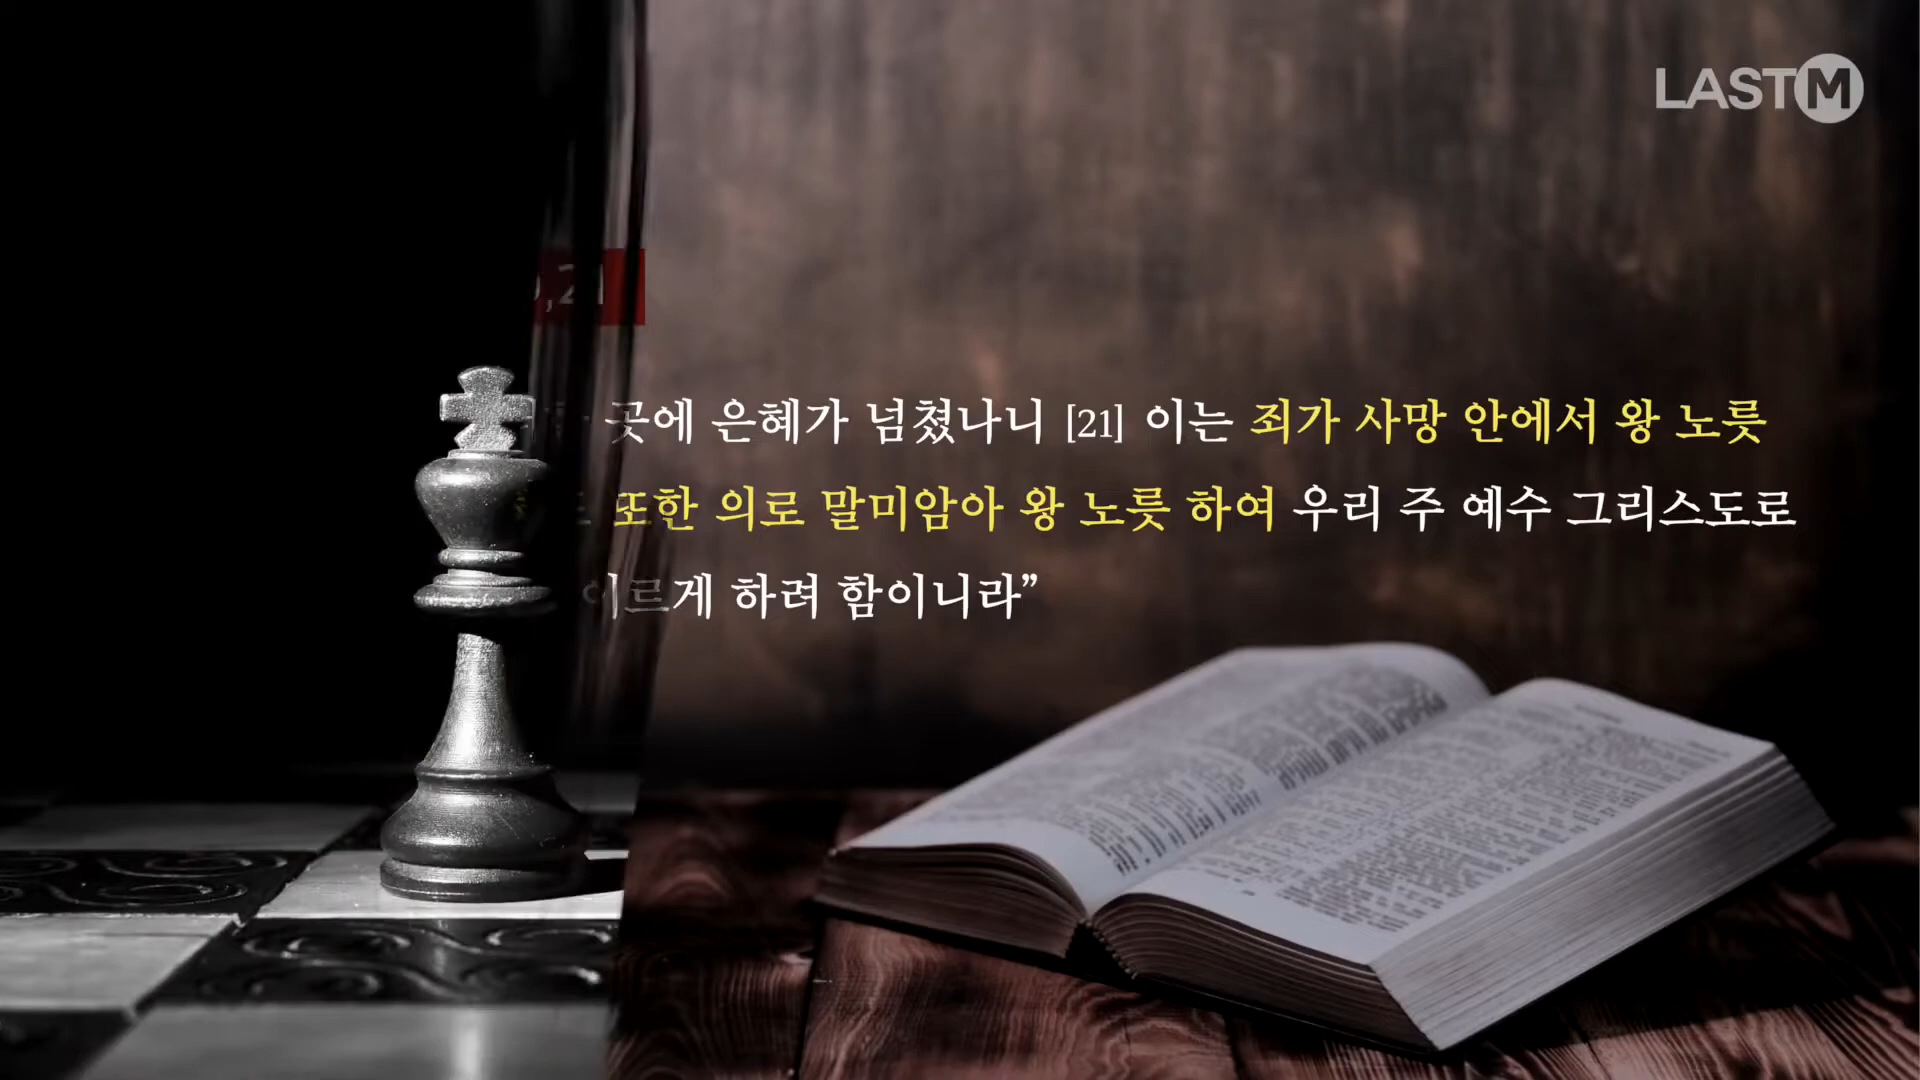 LASTM
,21
곳에 은혜가 넘쳤나니 [21] 이는 죄가 사망 안에서 왕 노릇
또한 의로 말미암아 왕 노릇 하여 우리 주 예수 그리스도로
이르게 하려 함이니라”